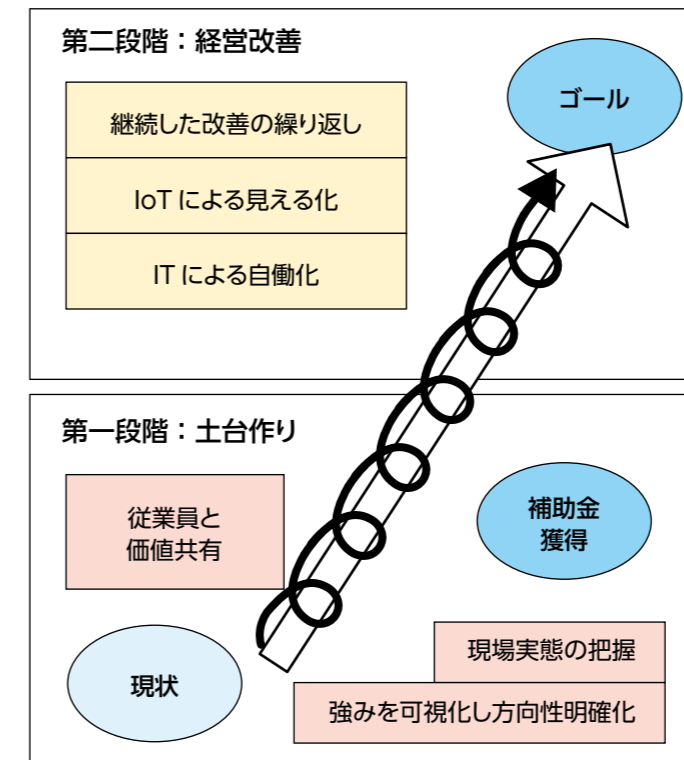 第二段階：経営改善
ゴール
継続した改善の繰り返し
IoT による見える化
IT による自働化
第一段階：土台作り
従業員と
価値共有
補助金
獲得
現場実態の把握
現状
強みを可視化し方向性明確化